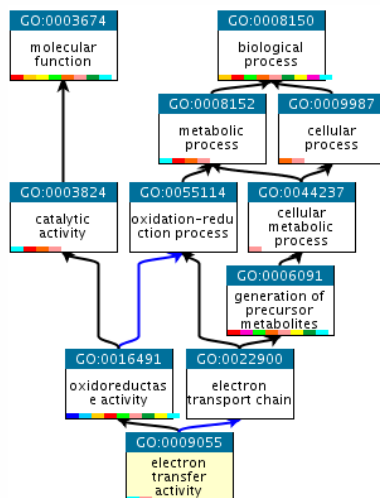 GO:0003674
molecular
function
GO:0008150
biological
process
GO:0008152
metabolic
process
GO:0009987
cellular
process
GO:0003824
catalytic
activity
GO:0055114
oxidation-redu
ction process
GO:0044237
cellular
metabolic
process
GO:0006091
generation of
precursor
metabolites
GO:0016491
oxidoreductas
e activity
GO:0022900
electron
transport chain
GO:0009055
electron
transfer
activity